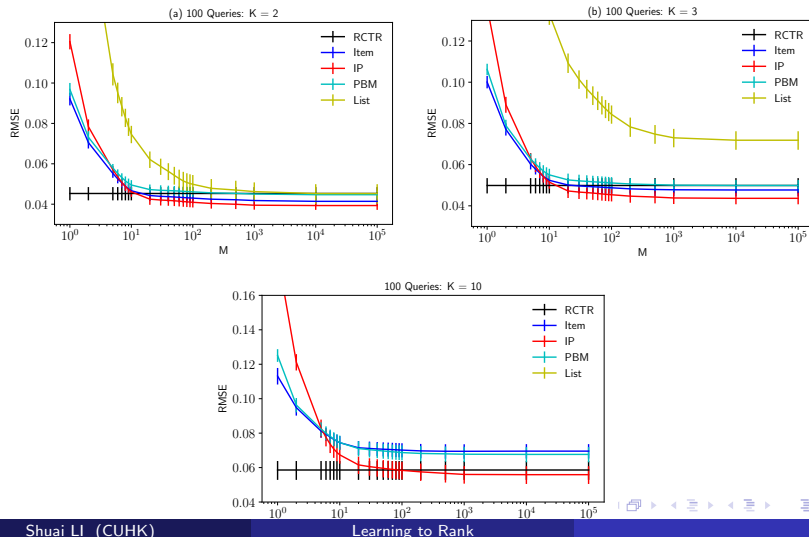 (a) 100 Queries: K = 2
RMSE
0.12
0.10
0.08
0.06
0.04
RCTR
Item
IP
PBM
List
10^0 10^1 10^2 10^3 10^4 10^5
M
(b) 100 Queries: K = 3
RMSE
0.12
0.10
0.08
0.06
0.04
RCTR
Item
IP
PBM
List
10^0 10^1 10^2 10^3 10^4 10^5
M
100 Queries: K = 10
RMSE
0.16
0.14
0.12
0.10
0.08
0.06
0.04
RCTR
Item
IP
PBM
List
10^0 10^1 10^2 10^3 10^4 10^5
Shuai LI (CUHK) Learning to Rank